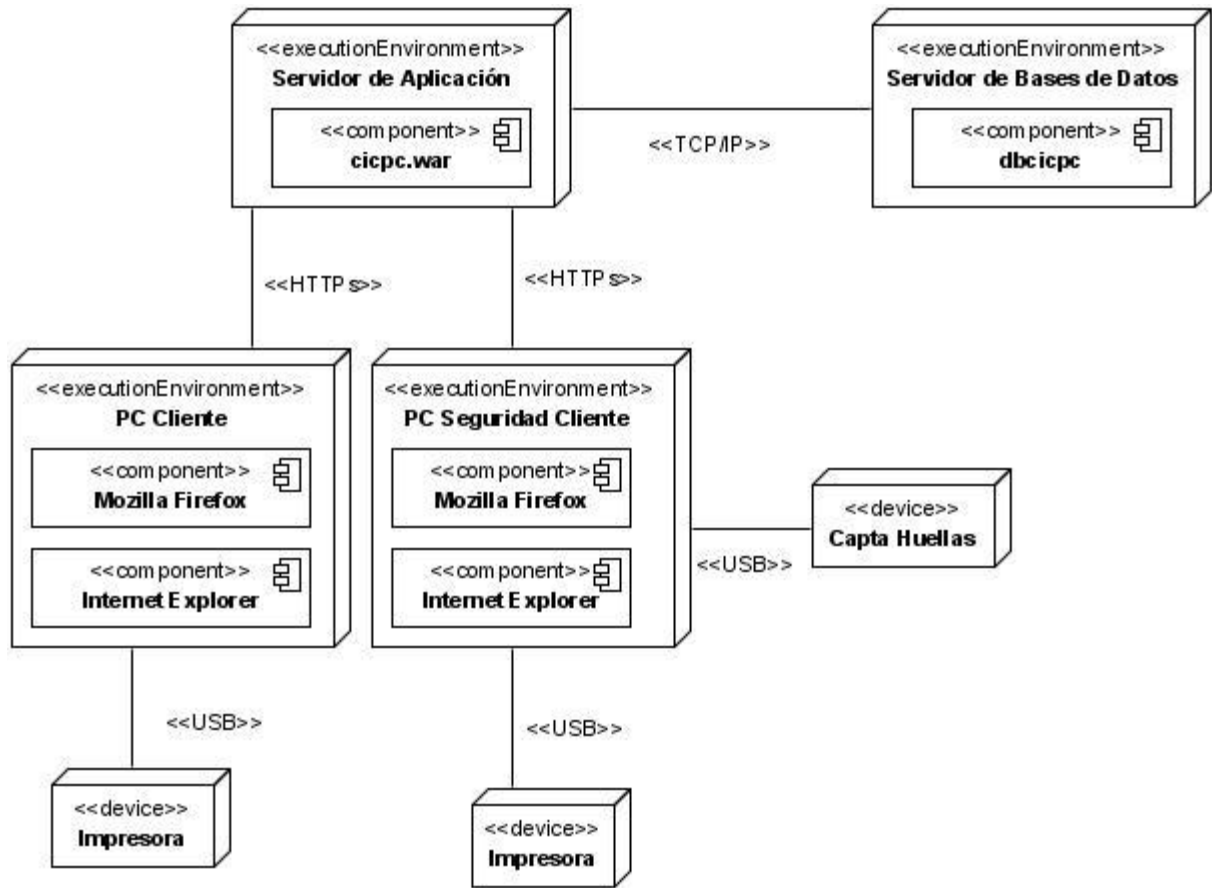 <<executionEnvironment>>
Servidor de Aplicación
<<component>>
cicpc.war
<<TCP/IP>>
<<executionEnvironment>>
Servidor de Bases de Datos
<<component>>
dbcicpc
<<HTTPs>>
<<HTTPs>>
<<executionEnvironment>>
PC Cliente
<<component>>
Mozilla Firefox
<<component>>
Internet Explorer
<<executionEnvironment>>
PC Seguridad Cliente
<<component>>
Mozilla Firefox
<<component>>
Internet Explorer
<<USB>>
<<device>>
Capta Huellas
<<USB>>
<<USB>>
<<device>>
Impresora
<<device>>
Impresora